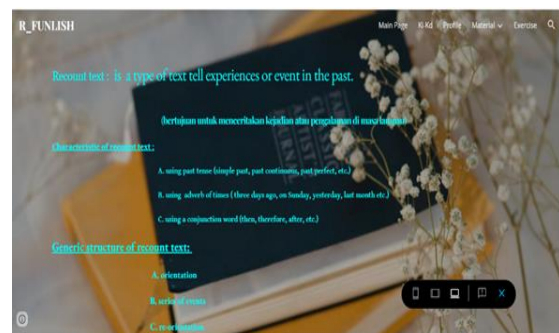 R_FUNLISH
Main Page Ki-Kd Profile Material Exercise
Recount text : is a type of text tell experiences or event in the past.
(bertujuan untuk menceritakan kejadian atau pengalaman di masa lampau
Characteristic of recount text :
A. using past tense (simple past, past continuous, past perfect, etc.)
B. using adverb of times ( three days ago, on Sunday, yesterday, last month etc.)
C. using a conjunction word (then, therefore, after, etc.)
Generic structure of recount text:
A. orientation
B. series of events
C. re-orientation